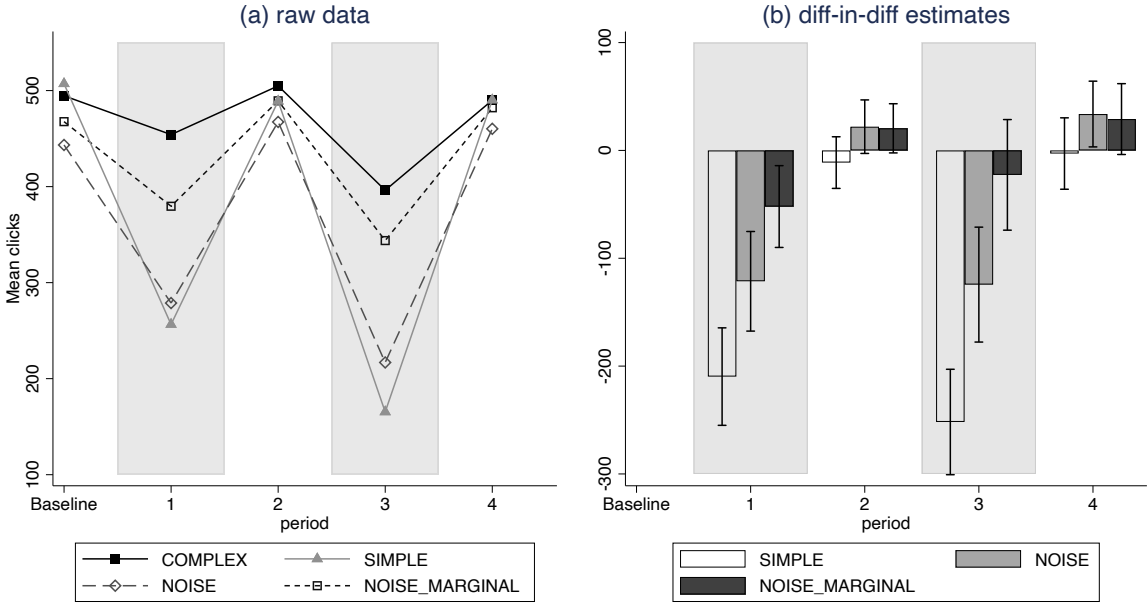 (a) raw data
Mean clicks
500
400
300
200
100
Baseline 1 2 3 4
period
COMPLEX SIMPLE
NOISE NOISE_MARGINAL
(b) diff-in-diff estimates
100
0
-100
-200
-300
Baseline 1 2 3 4
period
SIMPLE NOISE
NOISE_MARGINAL